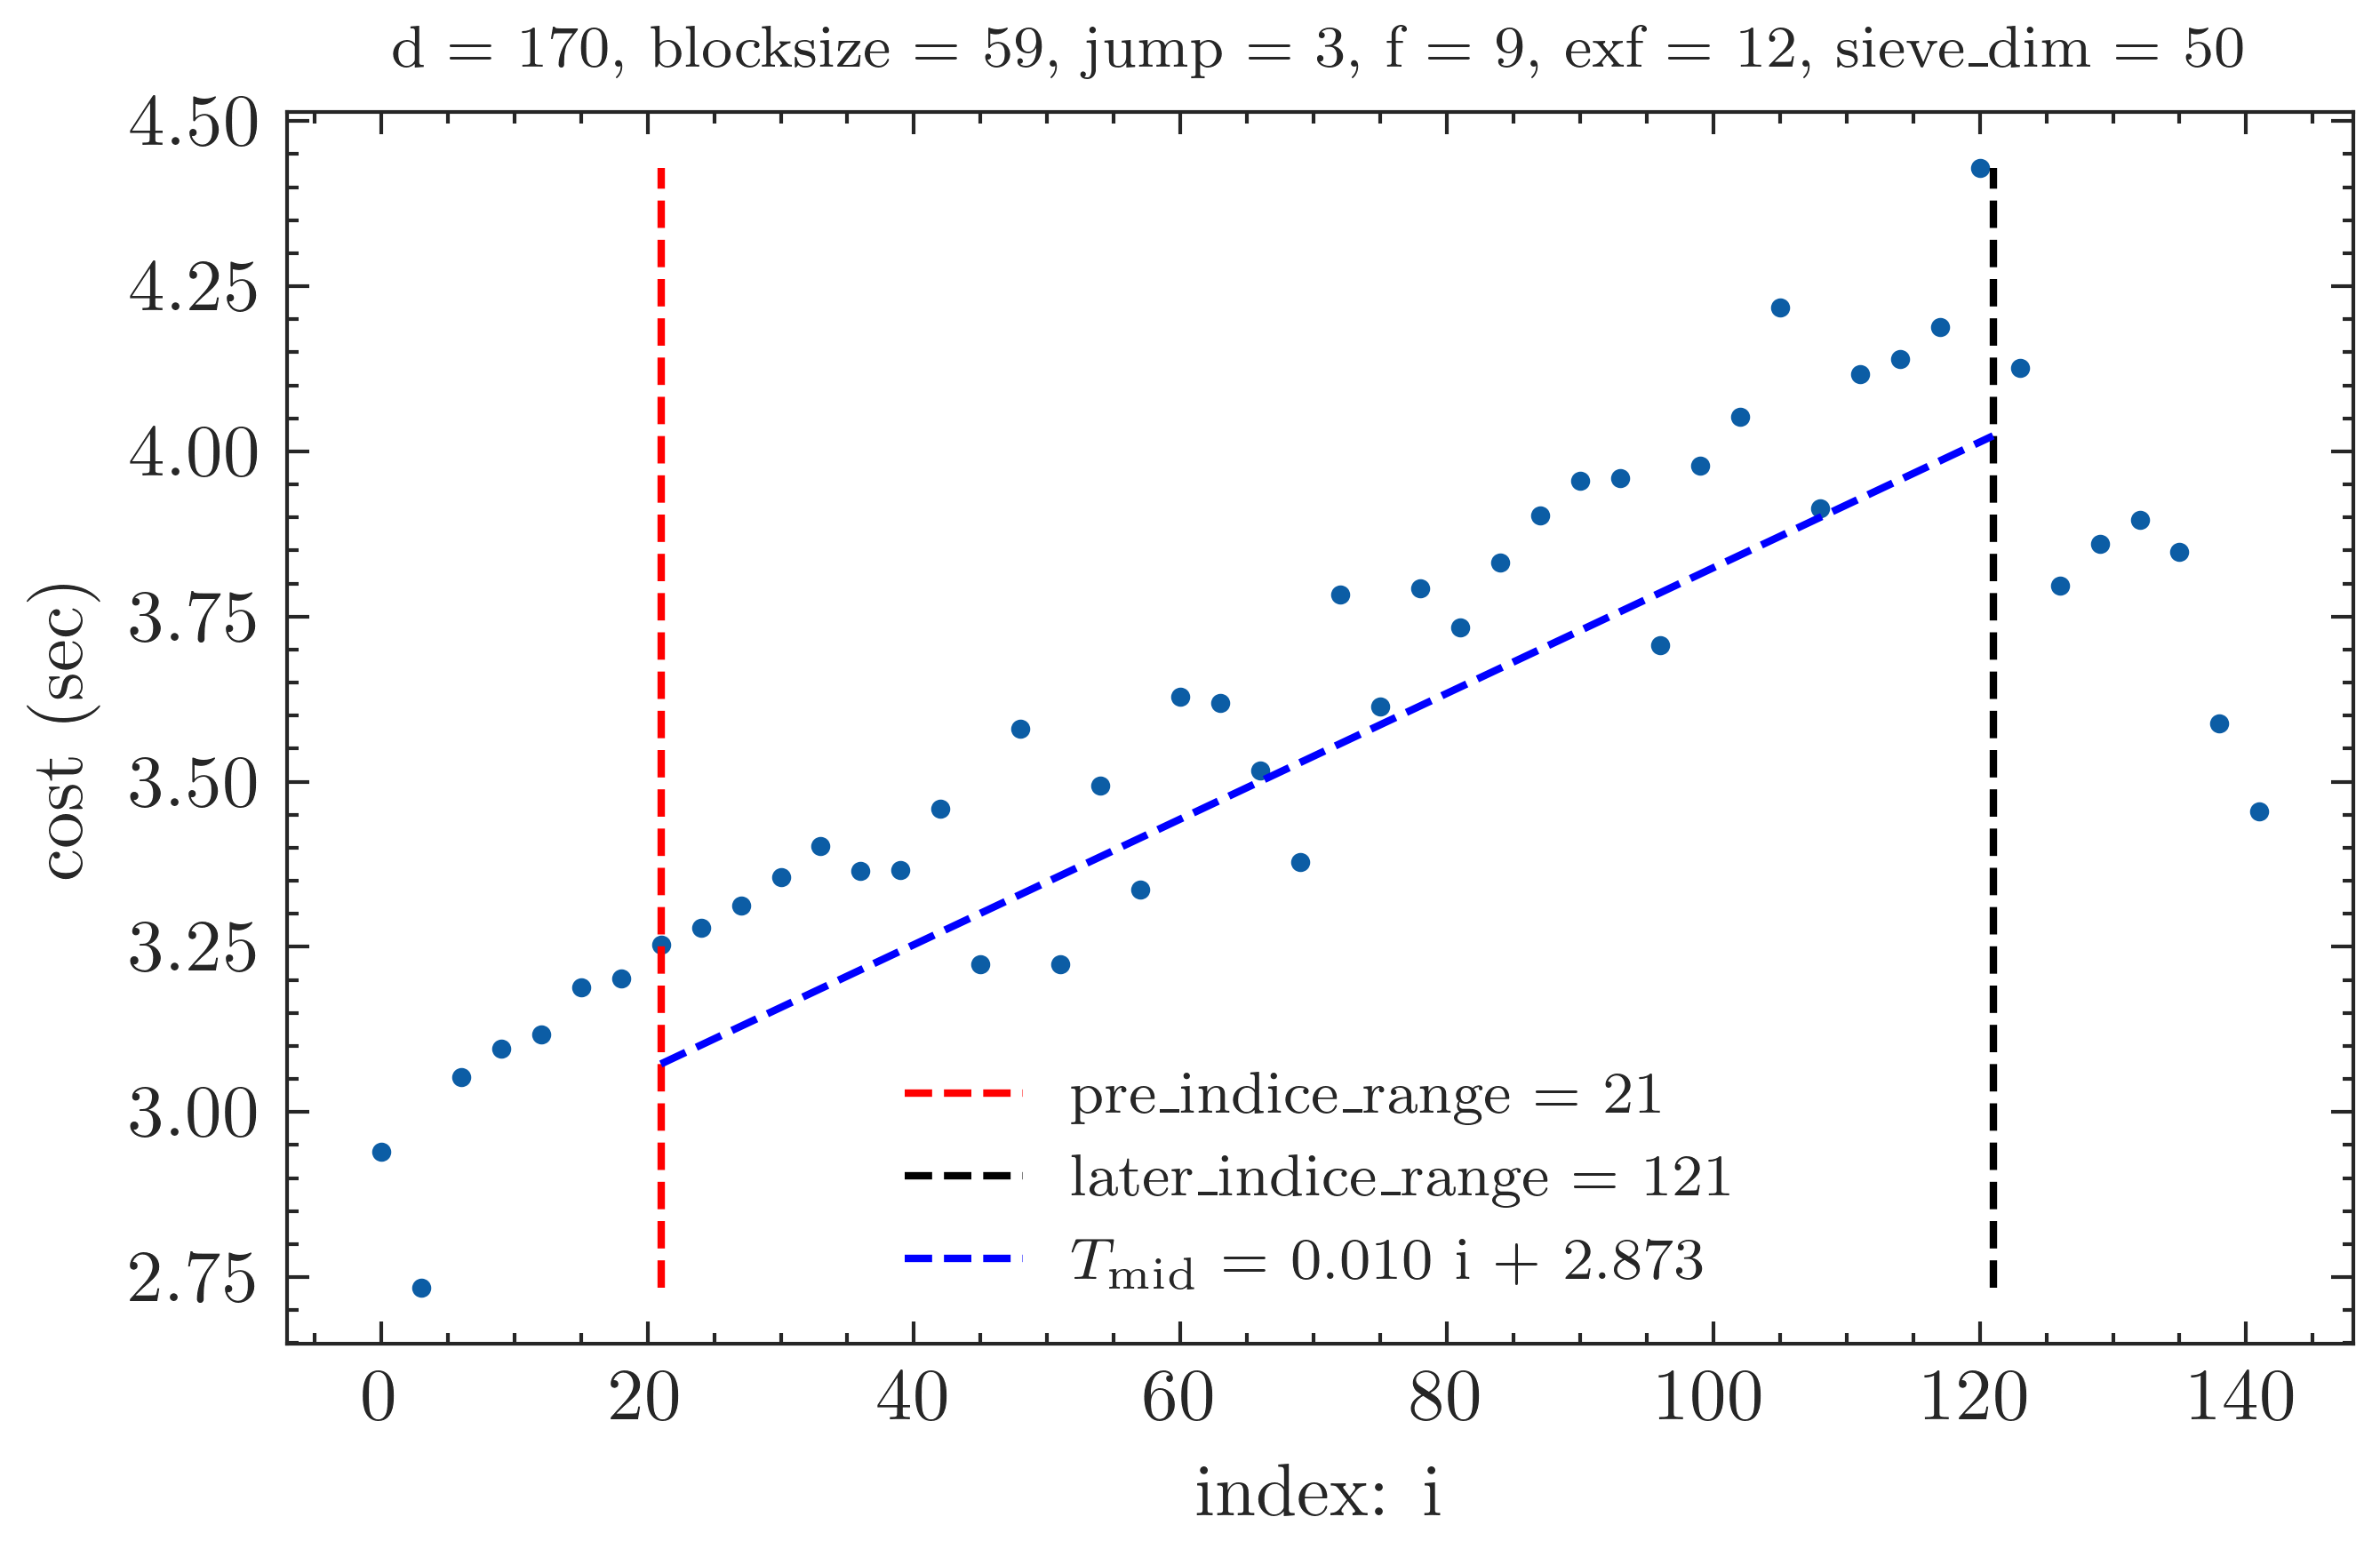 d = 170, blocksize = 59, jump = 3, f = 9, exf = 12, sieve_dim = 50
4.50
4.25
4.00
3.75
3.50
3.25
3.00
2.75
cost (sec)
pre_indice_range = 21
later_indice_range = 121
T_mid = 0.010 i + 2.873
0 20 40 60 80 100 120 140
index: i